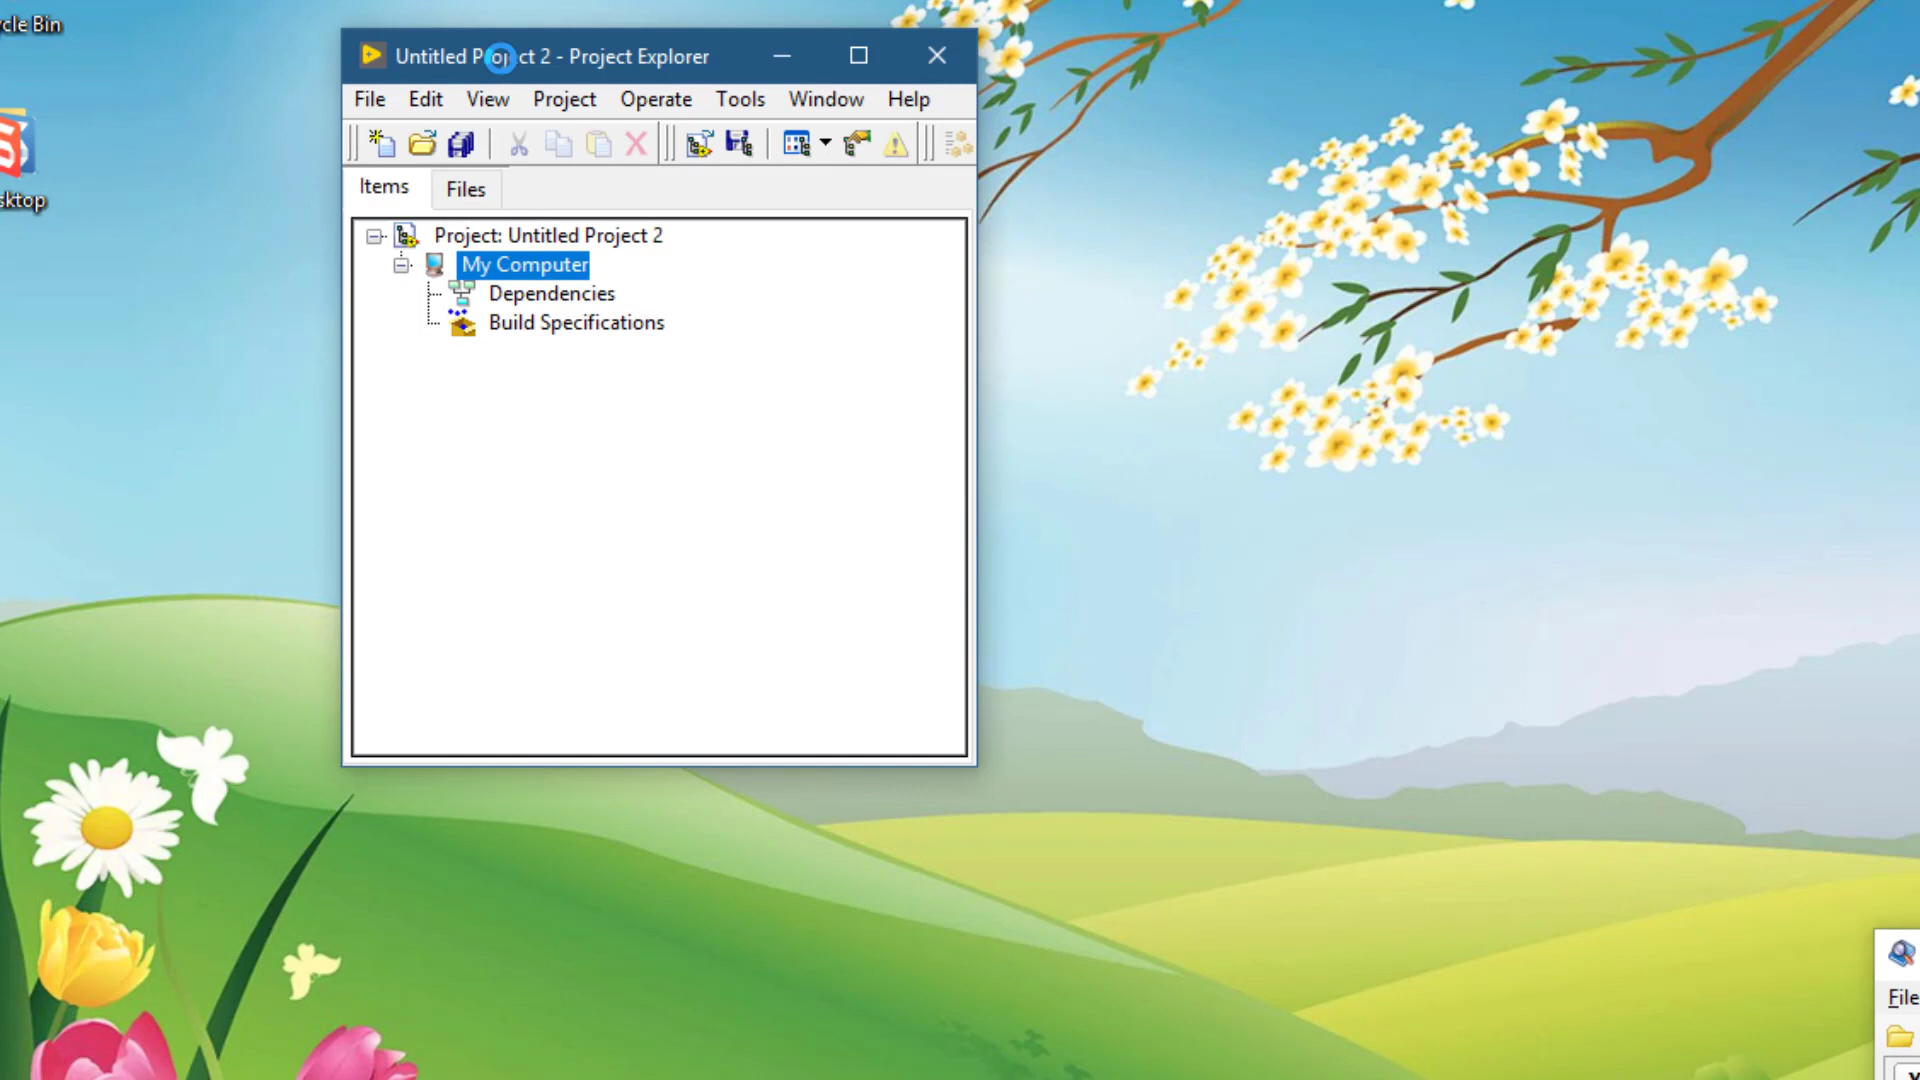 cle Bin
Untitled Project 2 - Project Explorer
File Edit View Project Operate Tools Window Help
Items Files
Project: Untitled Project 2
My Computer
Dependencies
Build Specifications
sktop
File